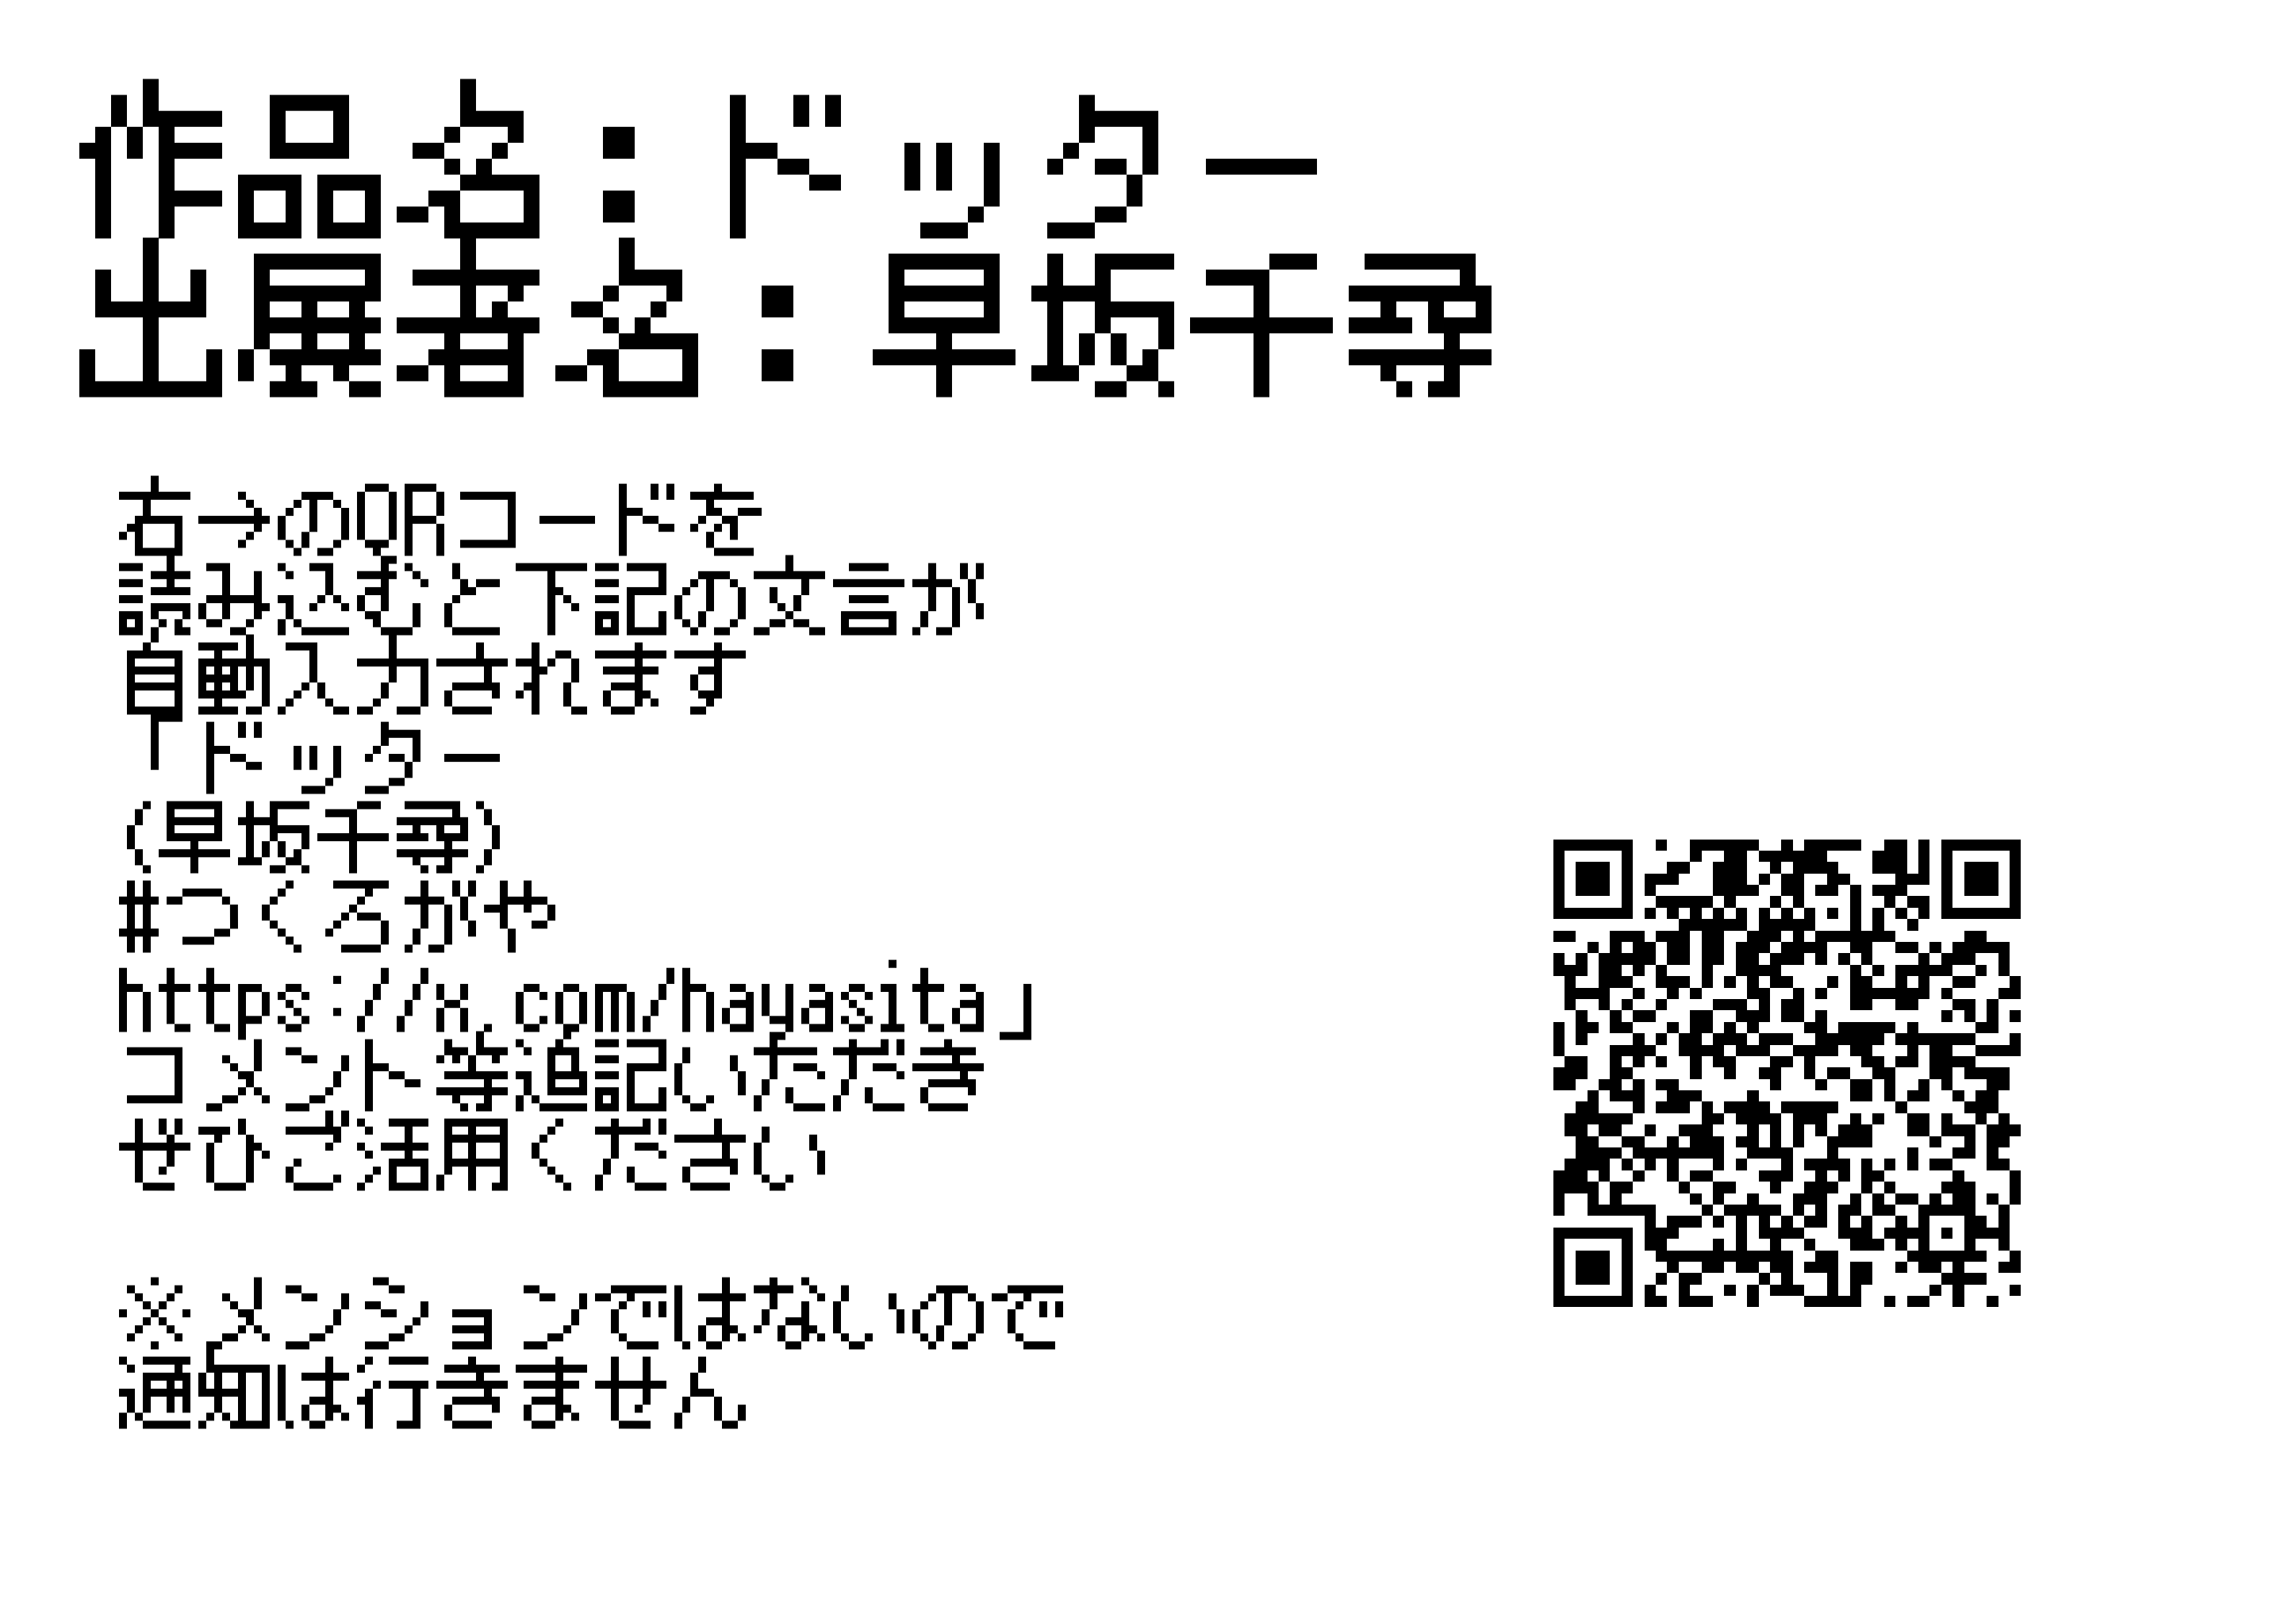 作品名：ドッター
出展者名：早坂千尋
右→のQRコードを
読み込むと下記の文言が
自動入力されます
「ドッター
(早坂千尋)
#つくろがや
https://x.com/hayasita」
コメント等追記いただき
ぜひご活用ください
※メンションではないので
通知は行きません